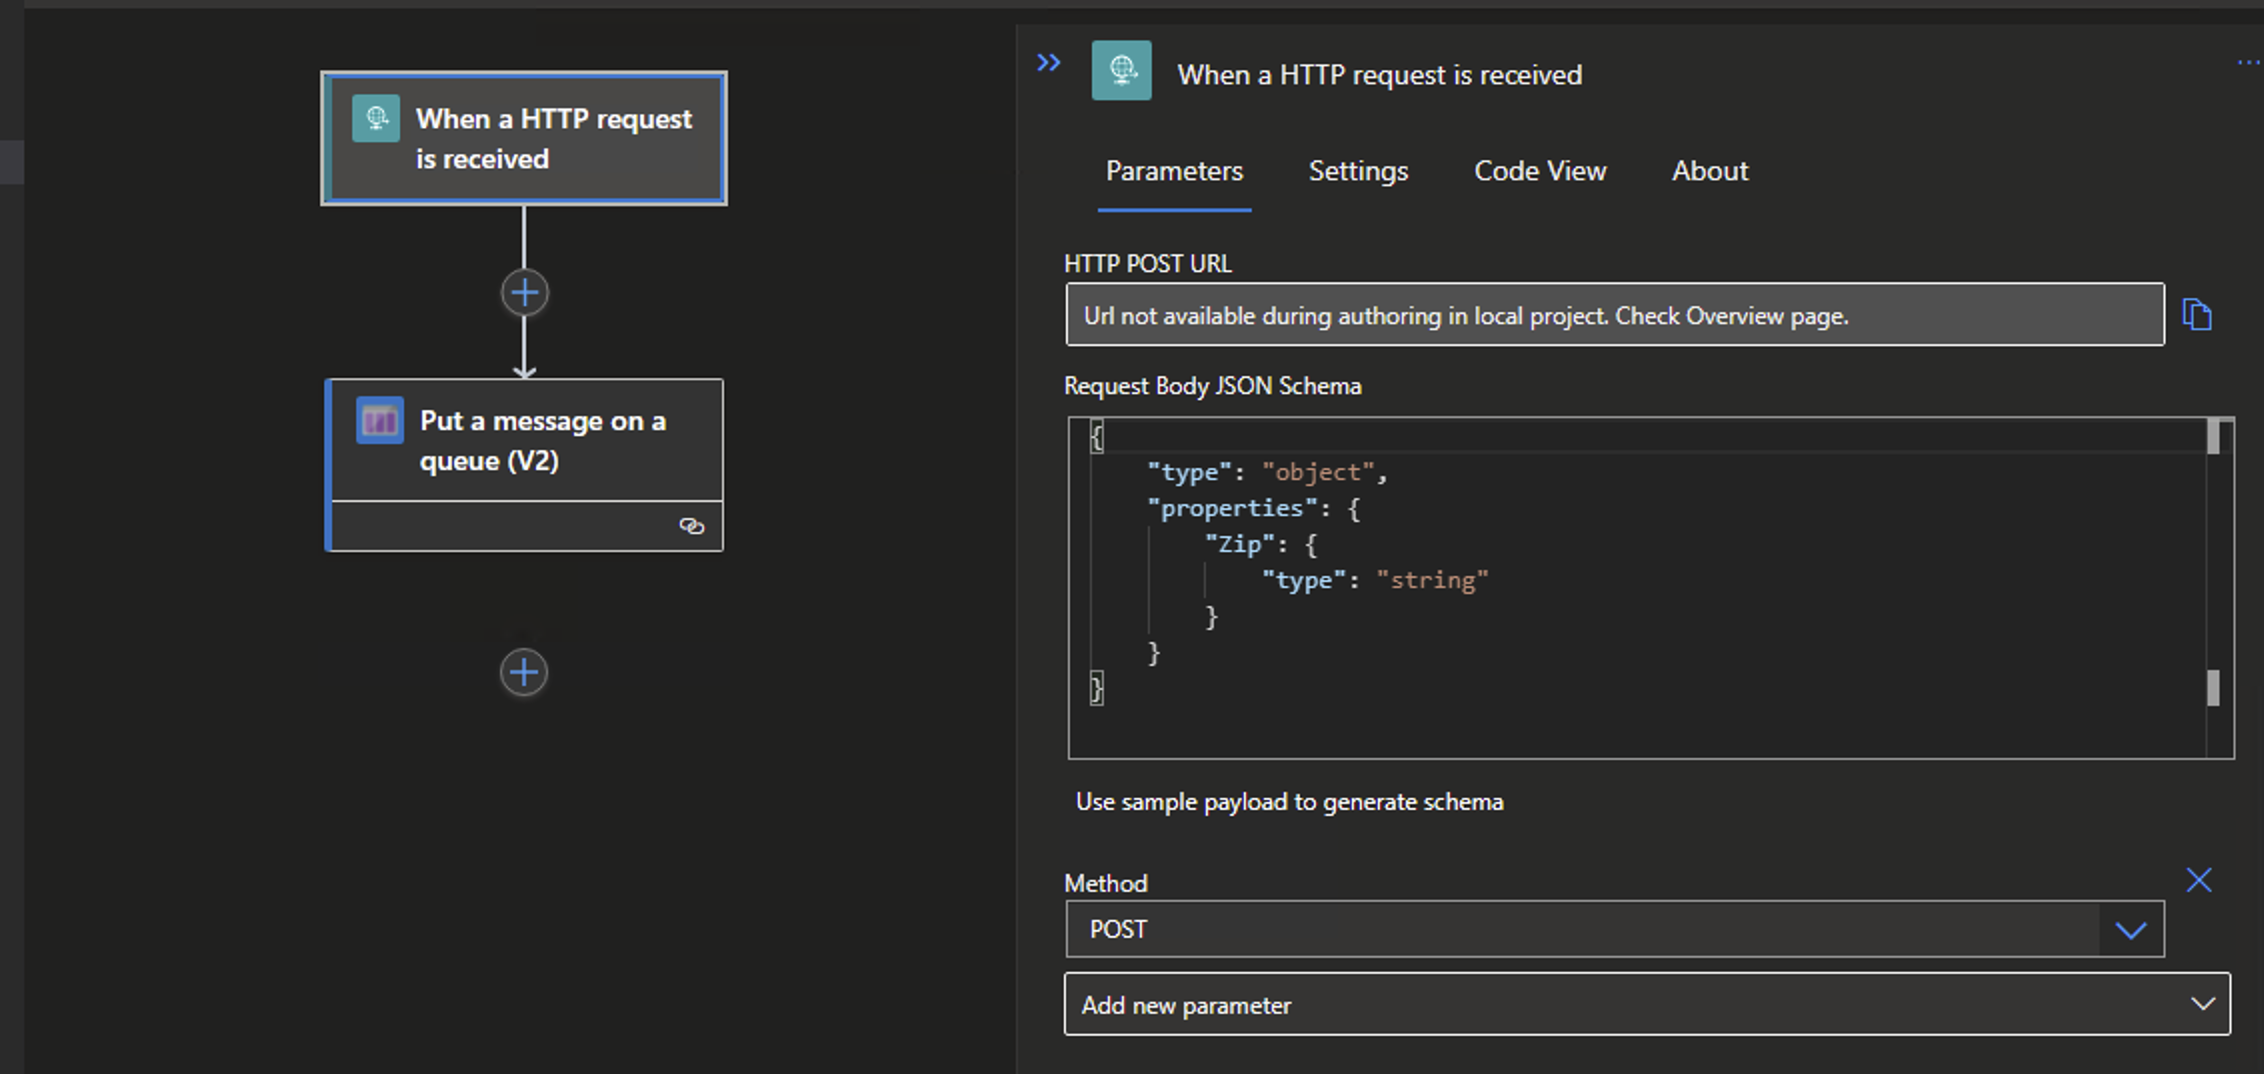 When a HTTP request
is received
Put a message on a
queue (V2)
When a HTTP request is received
Parameters Settings Code View About
HTTP POST URL
Url not available during authoring in local project. Check Overview page.
Request Body JSON Schema
{
"type": "object",
"properties": {
"Zip": {
"type": "string"
}
}
}
Use sample payload to generate schema
Method
POST
Add new parameter